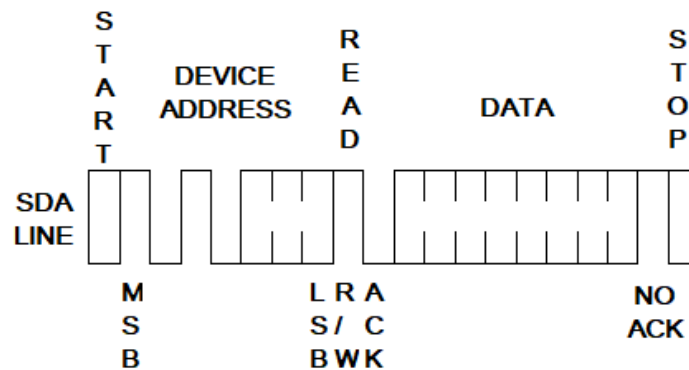 START
DEVICE
ADDRESS
READ
DATA
STOP
SDA
LINE
MSB
LSB
R/W
ACK
NO
ACK